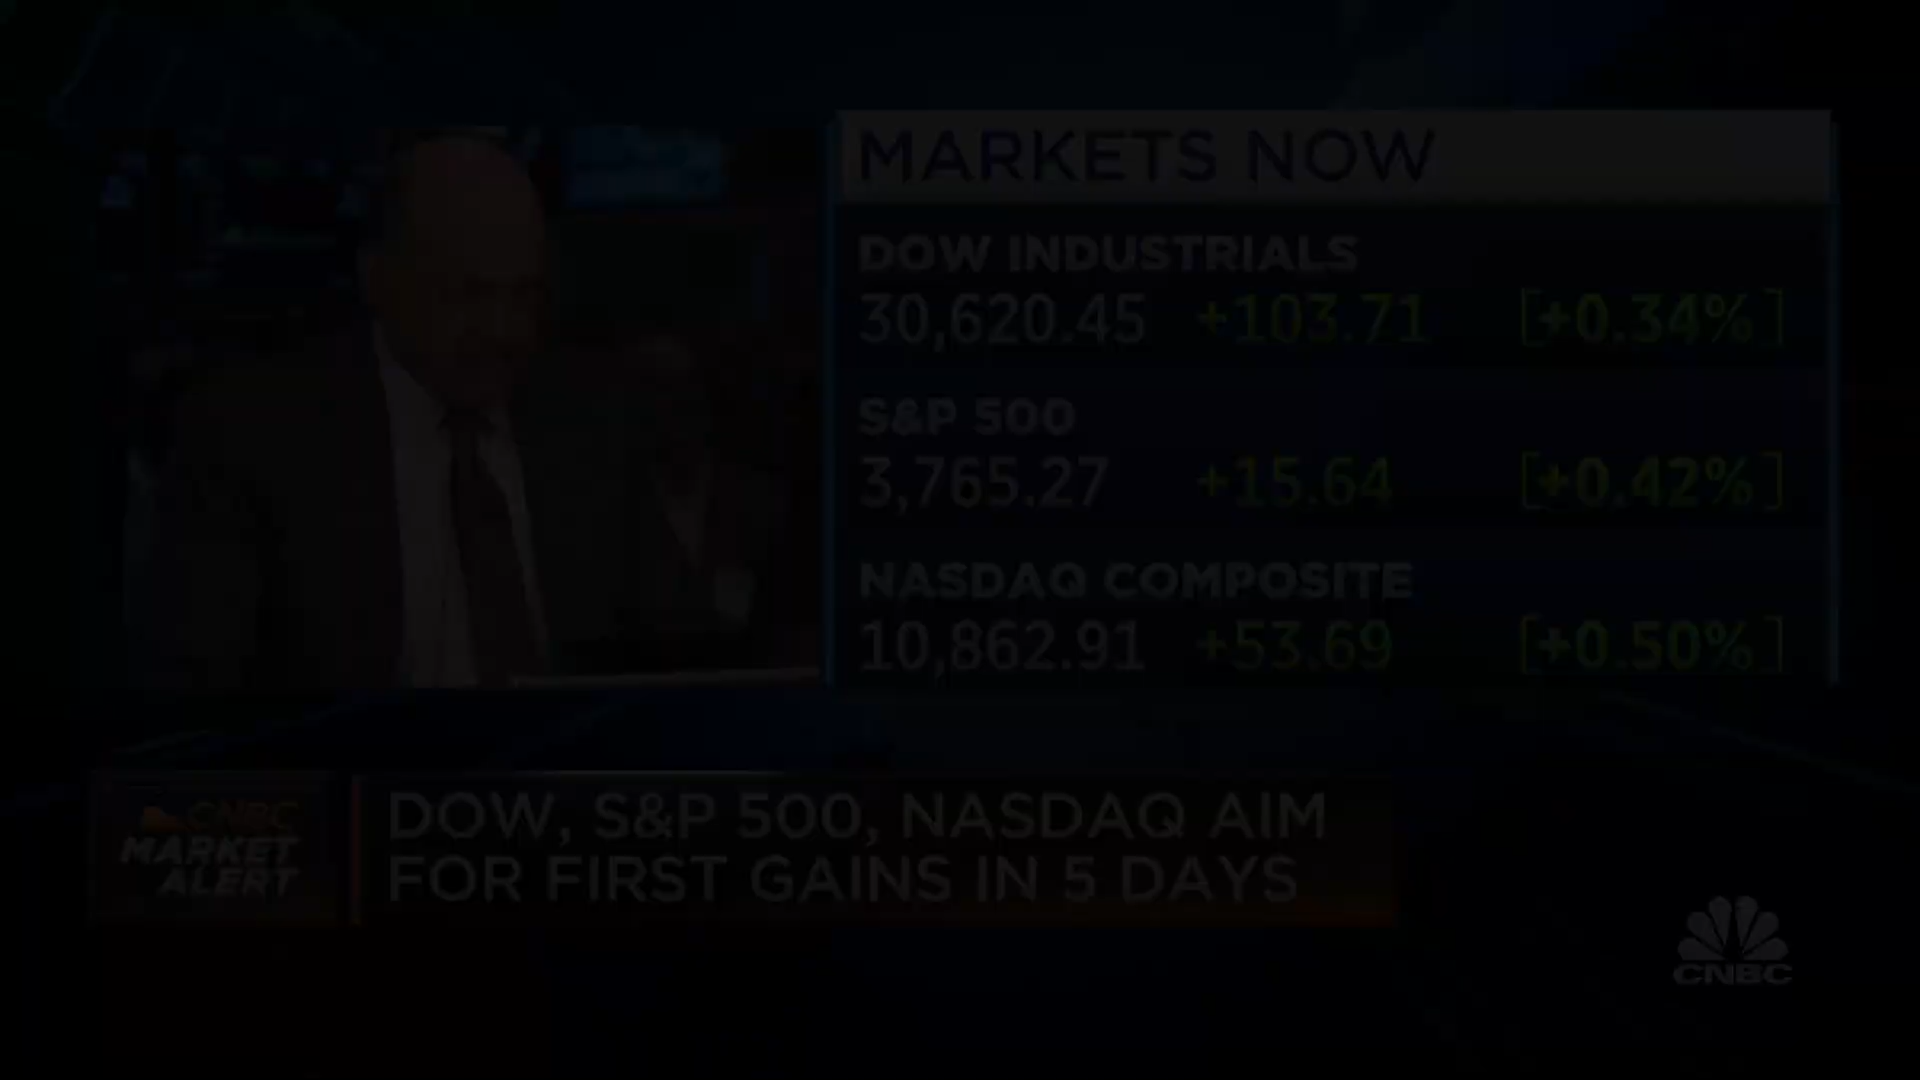 MARKETS NOW
DOW INDUSTRIALS
30,620.45 +103.71 [+0.34%]
S&P 500
3,765.27 +15.64 [+0.42%]
NASDAQ COMPOSITE
10,862.91 +53.69 [+0.50%]
CNBC
MARKET
ALERT
DOW, S&P 500, NASDAQ AIM
FOR FIRST GAINS IN 5 DAYS
CNBC